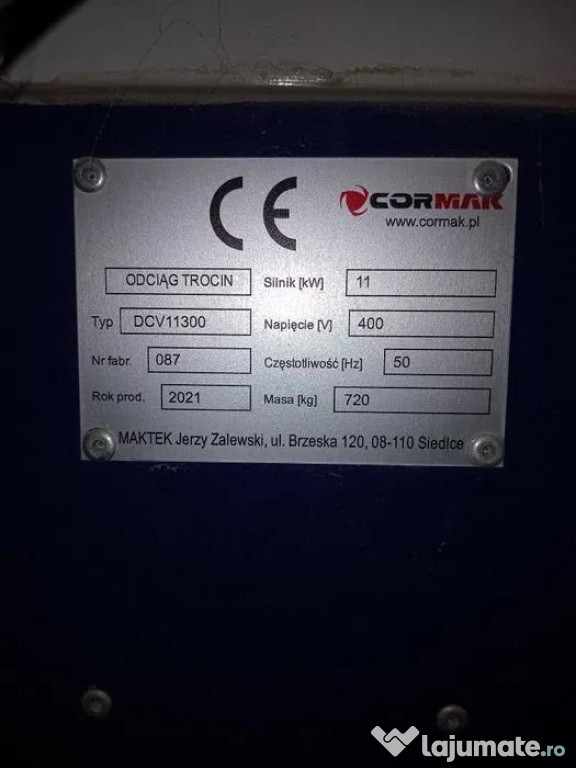 CE
CORMAK
www.cormak.pl
ODCIĄG TROCIN
Silnik [kW] 11
Typ DCV11300
Napięcie [V] 400
Nr fabr. 087
Częstotliwość [Hz] 50
Rok prod. 2021
Masa [kg] 720
MAKTEK Jerzy Zalewski, ul. Brzeska 120, 08-110 Siedlce
lajumate.ro